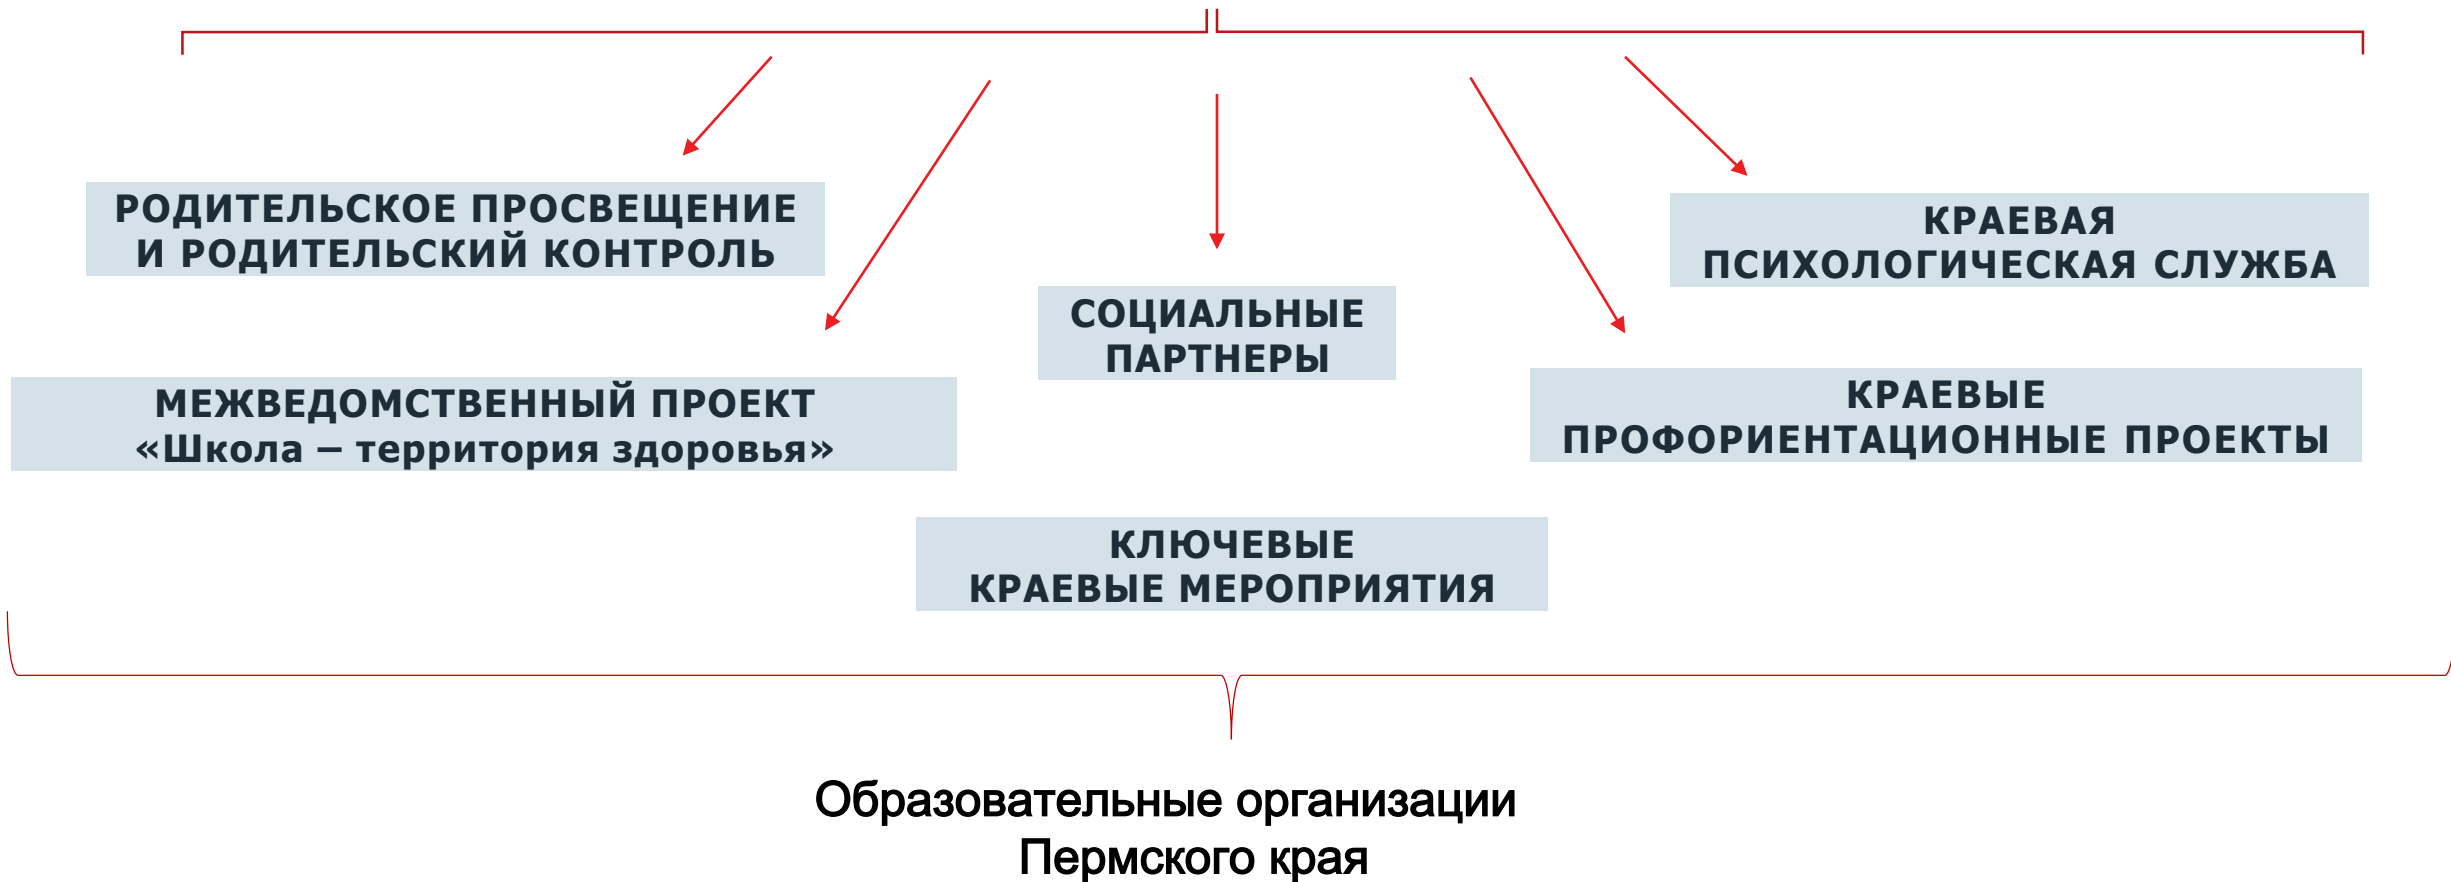 РОДИТЕЛЬСКОЕ ПРОСВЕЩЕНИЕ
И РОДИТЕЛЬСКИЙ КОНТРОЛЬ
КРАЕВАЯ
ПСИХОЛОГИЧЕСКАЯ СЛУЖБА
СОЦИАЛЬНЫЕ
ПАРТНЕРЫ
МЕЖВЕДОМСТВЕННЫЙ ПРОЕКТ
«Школа – территория здоровья»
КРАЕВЫЕ
ПРОФОРИЕНТАЦИОННЫЕ ПРОЕКТЫ
КЛЮЧЕВЫЕ
КРАЕВЫЕ МЕРОПРИЯТИЯ
Образовательные организации
Пермского края